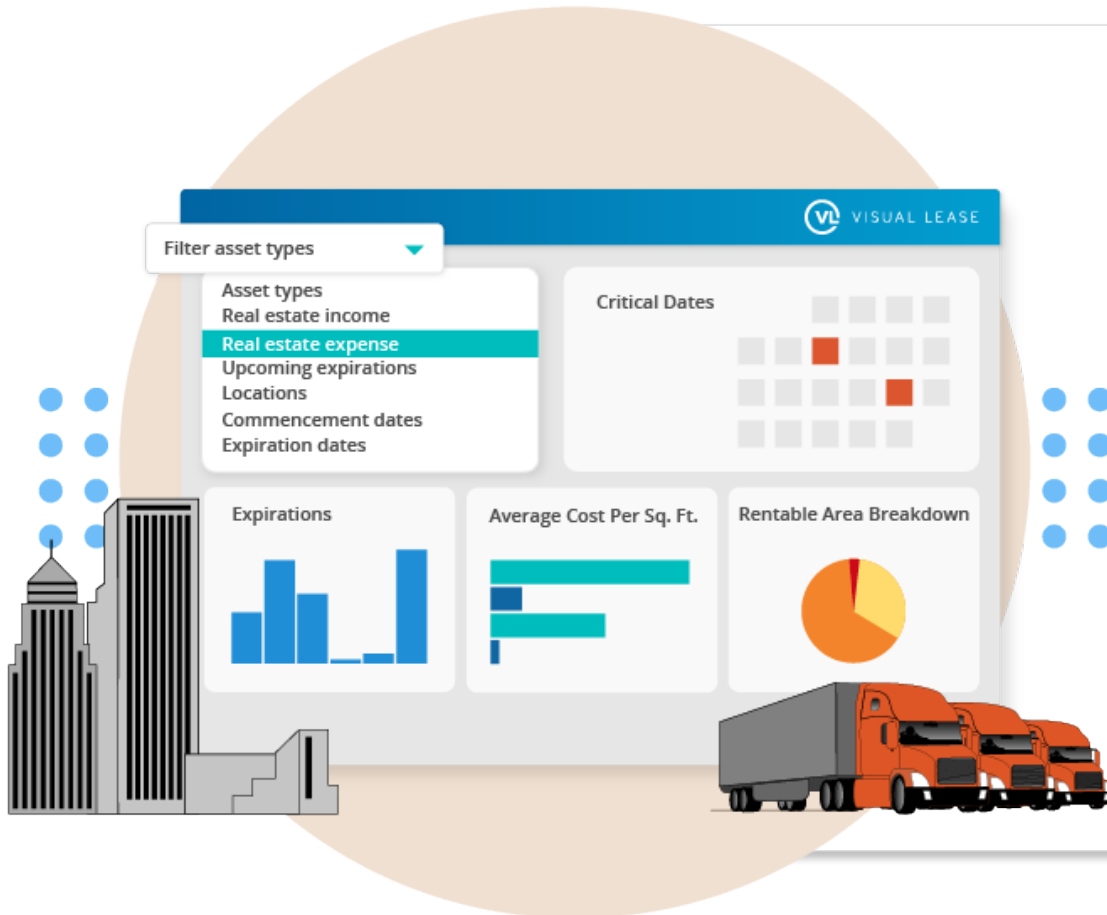 VL VISUAL LEASE
Filter asset types
Asset types
Real estate income
Real estate expense
Upcoming expirations
Locations
Commencement dates
Expiration dates
Critical Dates
Expirations
Average Cost Per Sq. Ft.
Rentable Area Breakdown